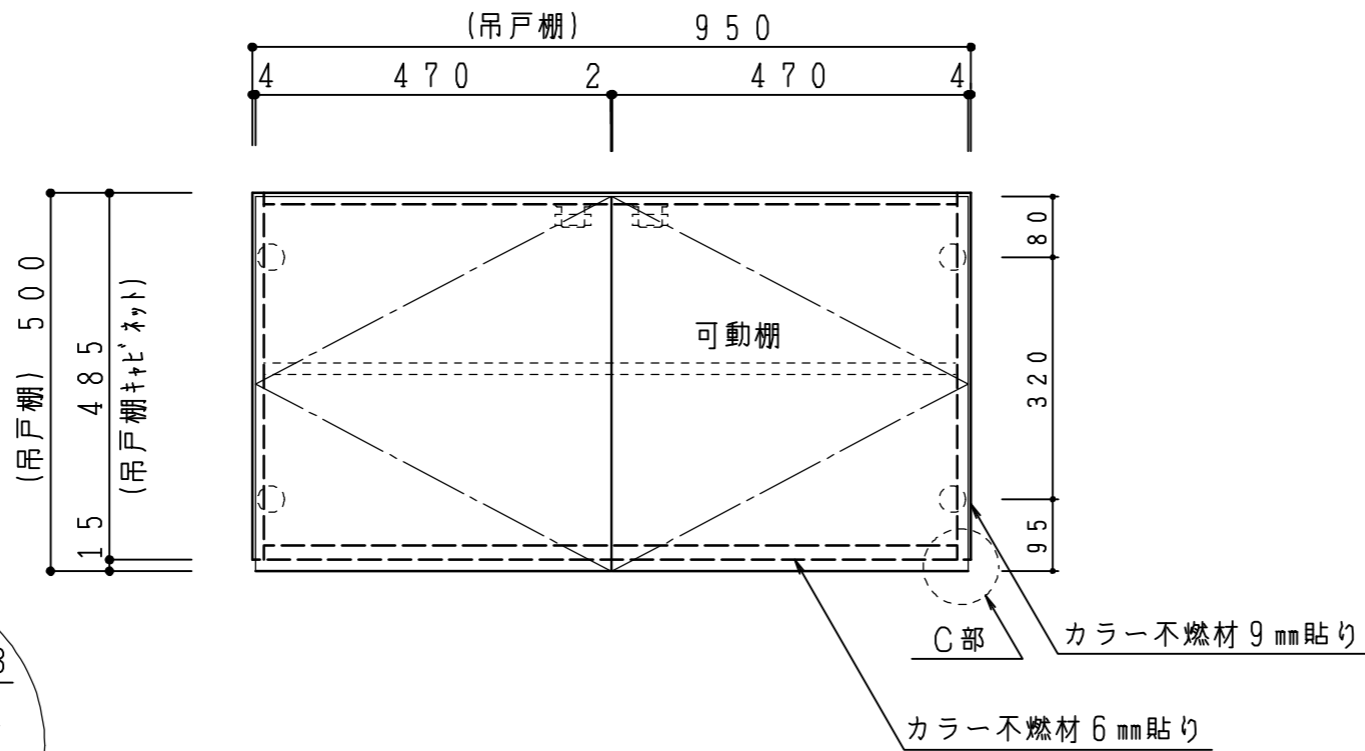 (吊戸棚) 950
4 470 2 470 4
(吊戸棚) 500
15 485
(吊戸棚ｷｬﾋﾞﾈｯﾄ)
可動棚
80
320
95
C部
カラー不燃材9㎜貼り
カラー不燃材6㎜貼り